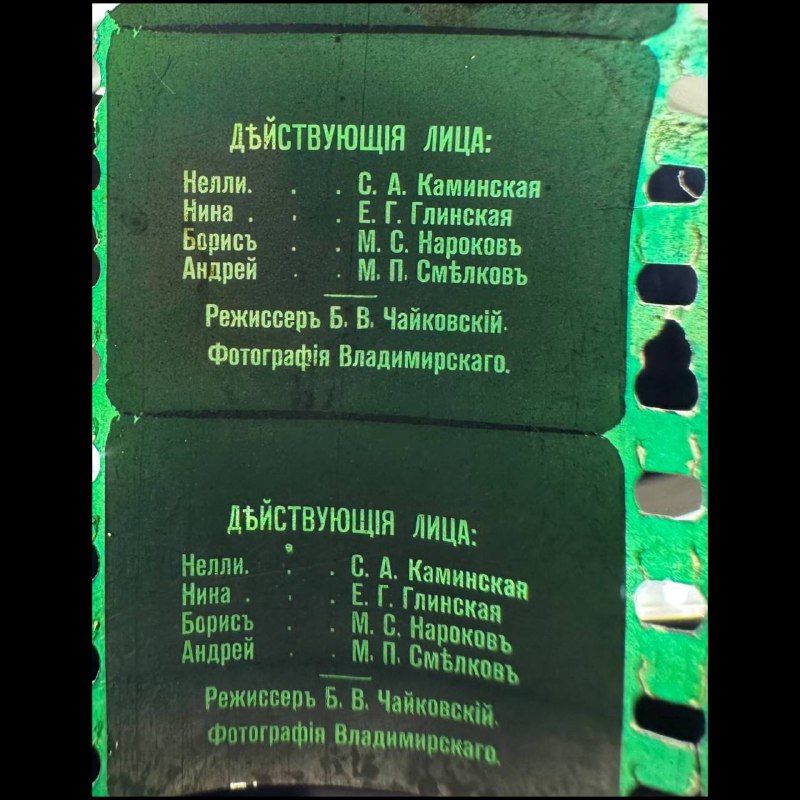 ДѢЙСТВУЮЩІЯ ЛИЦА:
Нелли. . . С. А. Каминская
Нина . . . Е. Г. Глинская
Борисъ . . М. С. Нароковъ
Андрей . . М. П. Смѣлковъ
Режиссеръ Б. В. Чайковскій.
Фотографія Владимирскаго.
ДѢЙСТВУЮЩІЯ ЛИЦА:
Нелли. . . С. А. Каминская
Нина . . . Е. Г. Глинская
Борисъ . . М. С. Нароковъ
Андрей . . М. П. Смѣлковъ
Режиссеръ Б. В. Чайковскій.
Фотографія Владимирскаго.